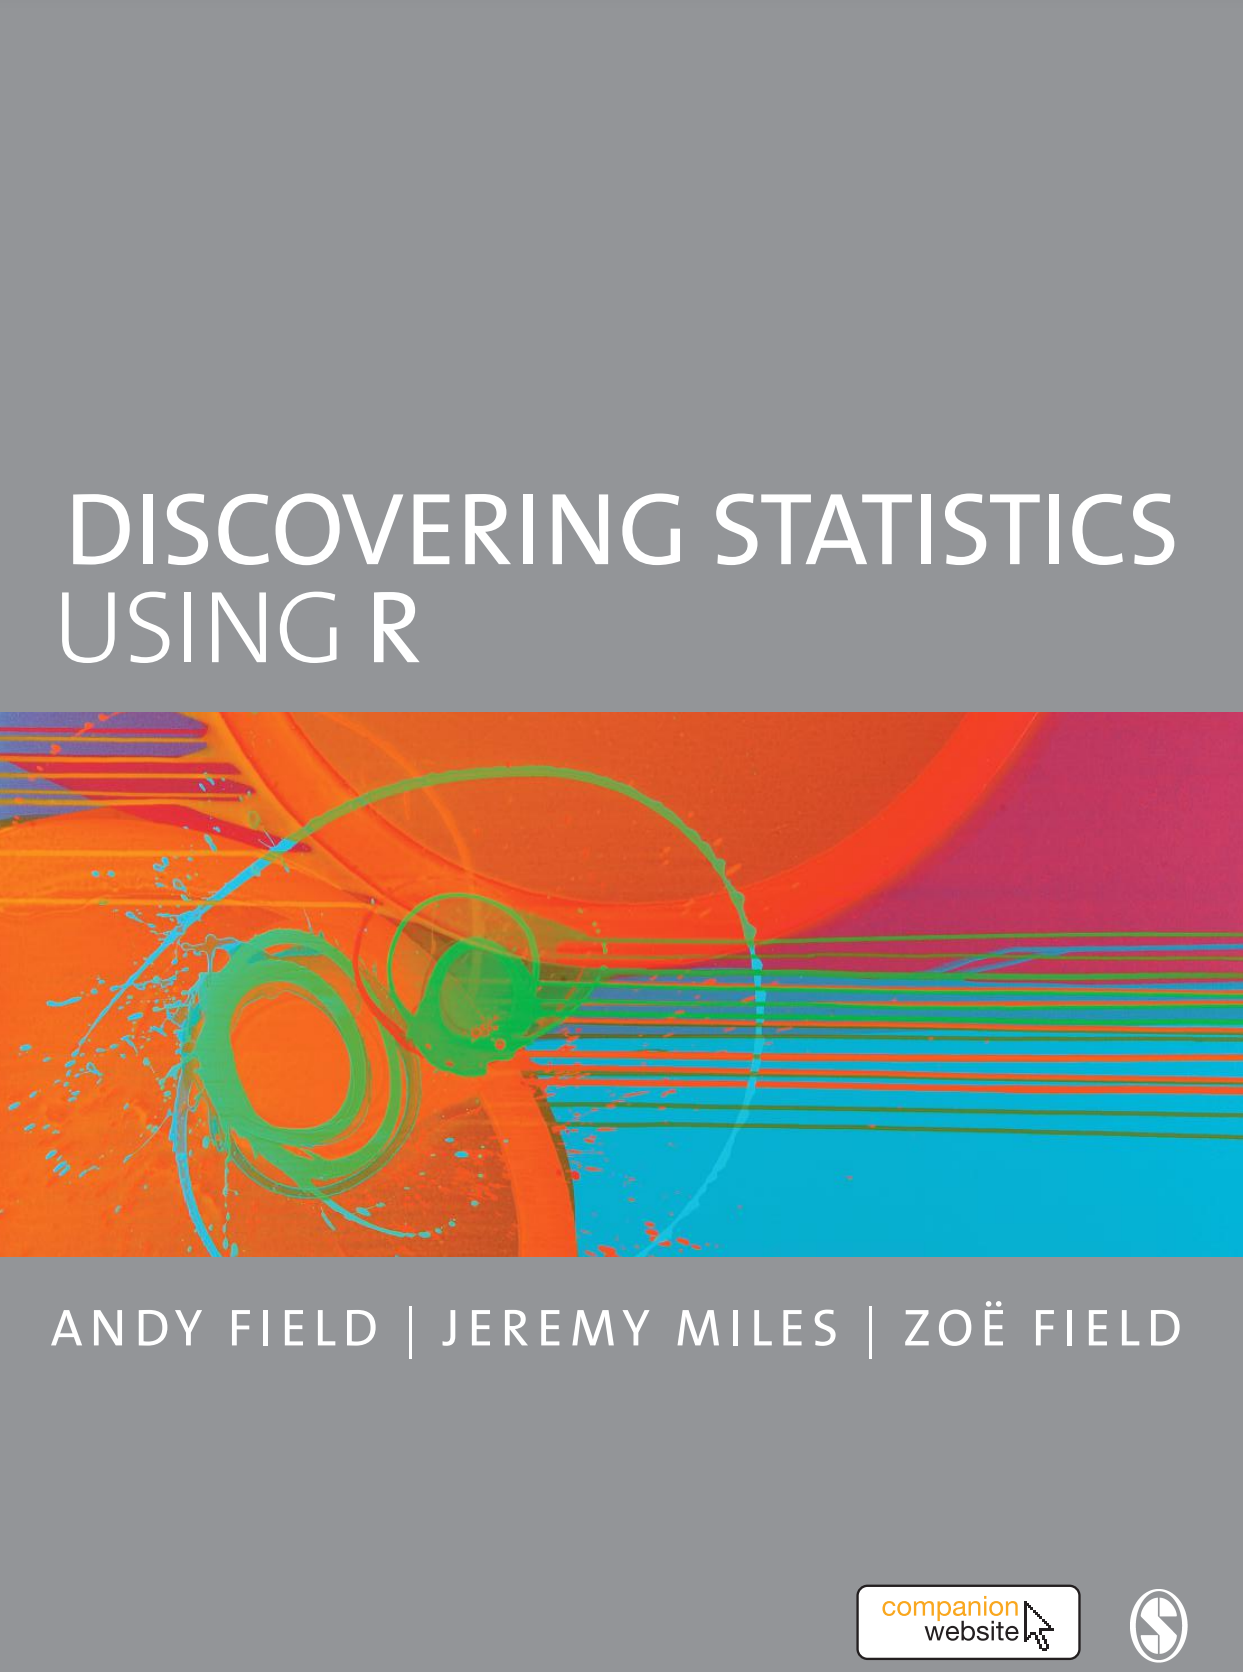 DISCOVERING STATISTICS
USING R
ANDY FIELD | JEREMY MILES | ZOË FIELD
companion
website
S